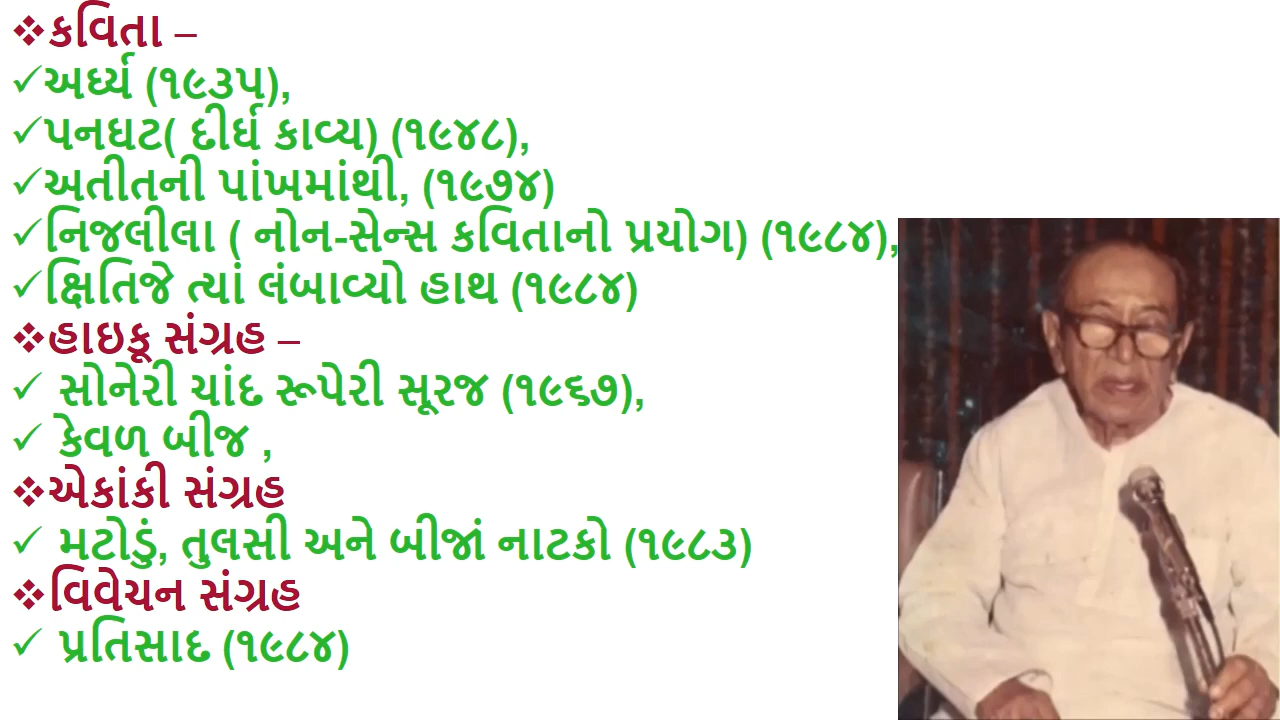 ❖કવિતા –
✓અર્ઘ્ય (૧૯૩૫),
✓પનઘટ( દીર્ઘ કાવ્ય) (૧૯૪૮),
✓અતીતની પાંખમાંથી, (૧૯૭૪)
✓નિજલીલા ( નોન-સેન્સ કવિતાનો પ્રયોગ) (૧૯૮૪),
✓ક્ષિતિજે ત્યાં લંબાવ્યો હાથ (૧૯૮૪)
❖હાઇકૂ સંગ્રહ –
✓ સોનેરી ચાંદ રૂપેરી સૂરજ (૧૯૬૭),
✓ કેવળ બીજ ,
❖એકાંકી સંગ્રહ
✓ મટોડું, તુલસી અને બીજાં નાટકો (૧૯૮૩)
❖વિવેચન સંગ્રહ
✓ પ્રતિસાદ (૧૯૮૪)